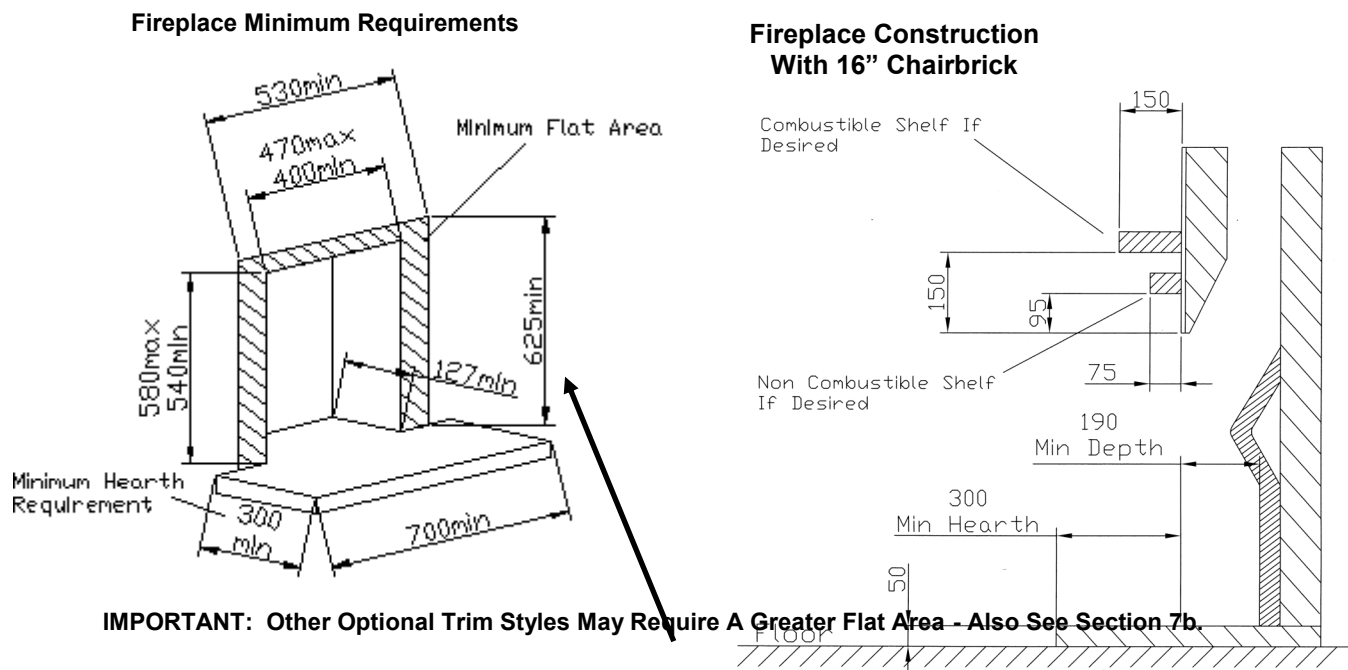 Fireplace Minimum Requirements
530min
470max
400min
Minimum Flat Area
580max
540min
625min
127min
Minimum Hearth
Requirement
300
min
700min
Fireplace Construction
With 16” Chairbrick
150
Combustible Shelf If
Desired
150
95
75
Non Combustible Shelf
If Desired
190
Min Depth
300
Min Hearth
50
Floor
IMPORTANT: Other Optional Trim Styles May Require A Greater Flat Area - Also See Section 7b.